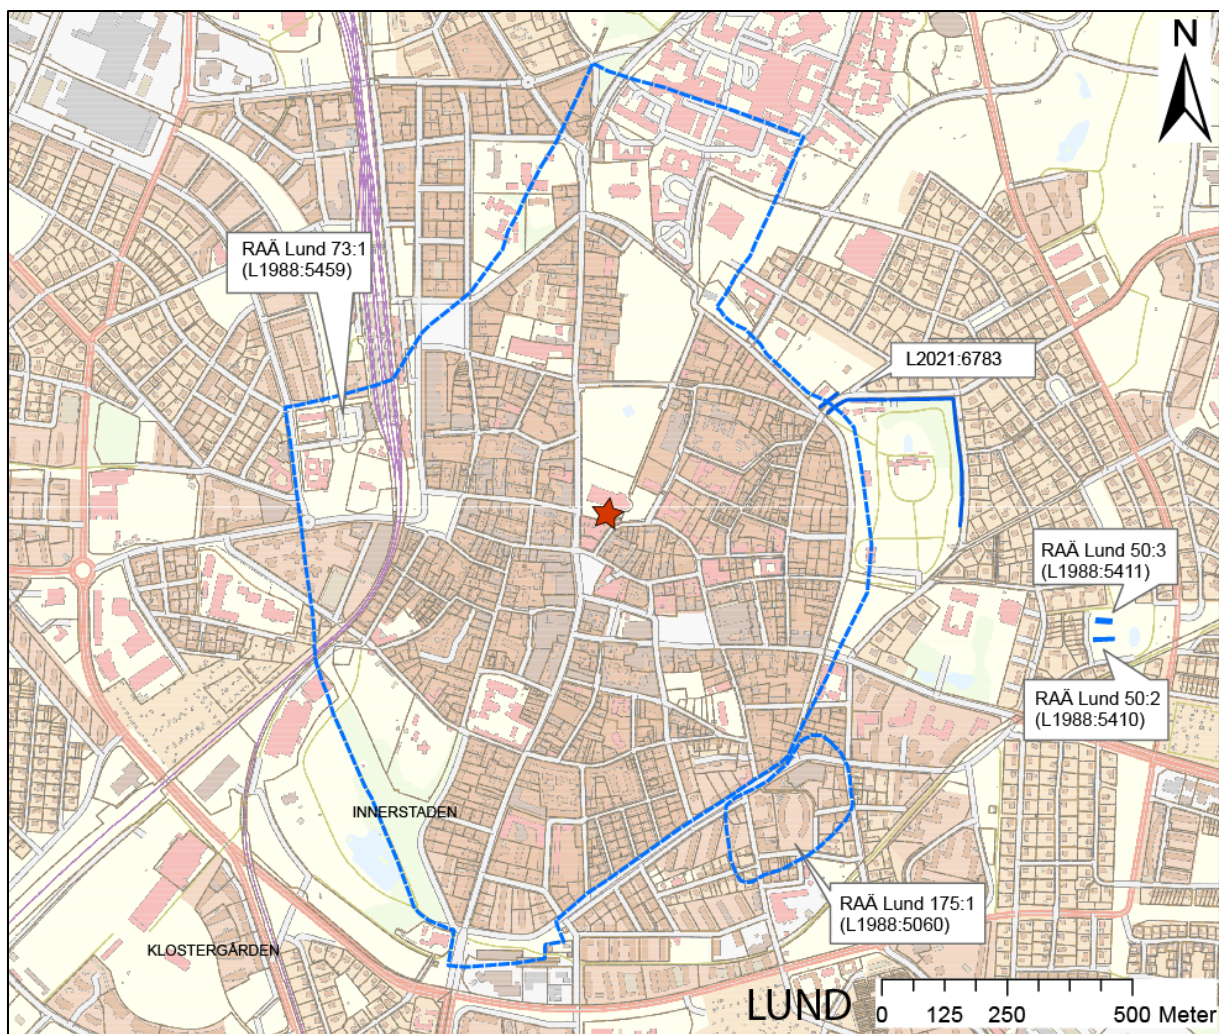 N
RAÄ Lund 73:1
(L1988:5459)
L2021:6783
RAÄ Lund 50:3
(L1988:5411)
RAÄ Lund 50:2
(L1988:5410)
INNERSTADEN
RAÄ Lund 175:1
(L1988:5060)
KLOSTERGÅRDEN
LUND
0 125 250 500 Meter